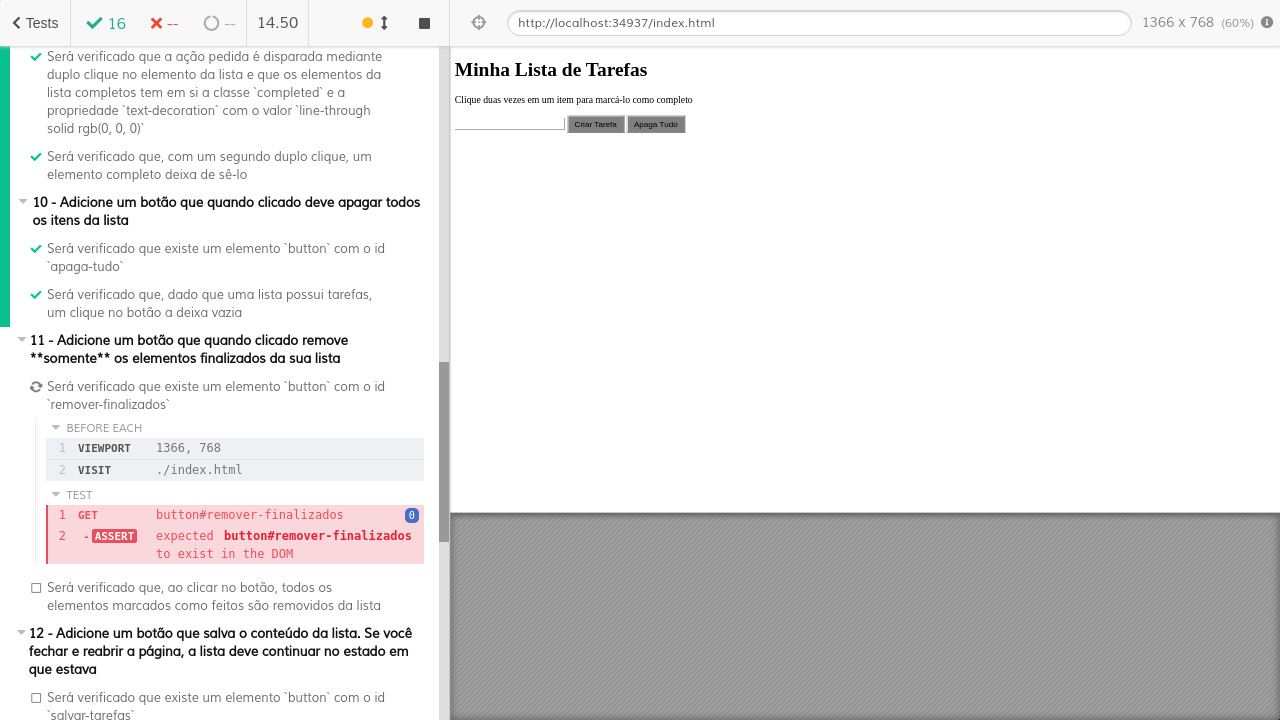 Tests
16
--
--
14.50
http://localhost:34937/index.html
1366 x 768 (60%)
Será verificado que a ação pedida é disparada mediante
duplo clique no elemento da lista e que os elementos da
lista completos tem em si a classe `completed` e a
propriedade `text-decoration` com o valor `line-through
solid rgb(0, 0, 0)`
Será verificado que, com um segundo duplo clique, um
elemento completo deixa de sê-lo
10 - Adicione um botão que quando clicado deve apagar todos
os itens da lista
Será verificado que existe um elemento `button` com o id
`apaga-tudo`
Será verificado que, dado que uma lista possui tarefas,
um clique no botão a deixa vazia
11 - Adicione um botão que quando clicado remove
**somente** os elementos finalizados da sua lista
Será verificado que existe um elemento `button` com o id
`remover-finalizados`
BEFORE EACH
1 VIEWPORT 1366, 768
2 VISIT ./index.html
TEST
1 GET button#remover-finalizados 0
2 -ASSERT expected button#remover-finalizados
to exist in the DOM
Será verificado que, ao clicar no botão, todos os
elementos marcados como feitos são removidos da lista
12 - Adicione um botão que salva o conteúdo da lista. Se você
fechar e reabrir a página, a lista deve continuar no estado em
que estava
Será verificado que existe um elemento `button` com o id
`salvar-tarefas`
Minha Lista de Tarefas
Clique duas vezes em um item para marcá-lo como completo
Criar Tarefa Apaga Tudo